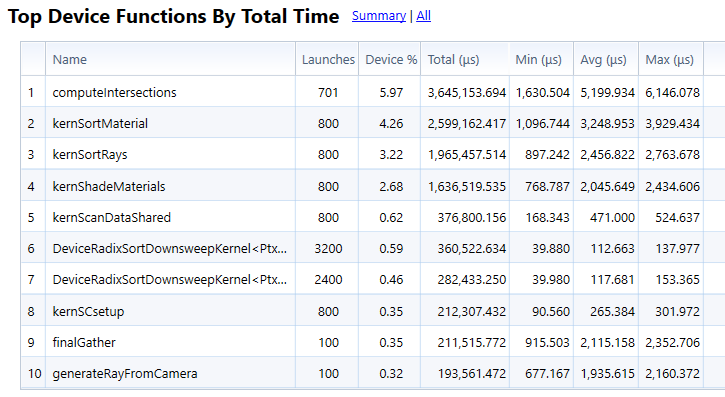 Top Device Functions By Total Time Summary | All
Name Launches Device % Total (µs) Min (µs) Avg (µs) Max (µs)
1 computeIntersections 701 5.97 3,645,153.694 1,630.504 5,199.934 6,146.078
2 kernSortMaterial 800 4.26 2,599,162.417 1,096.744 3,248.953 3,929.434
3 kernSortRays 800 3.22 1,965,457.514 897.242 2,456.822 2,763.678
4 kernShadeMaterials 800 2.68 1,636,519.535 768.787 2,045.649 2,434.606
5 kernScanDataShared 800 0.62 376,800.156 168.343 471.000 524.637
6 DeviceRadixSortDownsweepKernel<Ptx... 3200 0.59 360,522.634 39.880 112.663 137.977
7 DeviceRadixSortDownsweepKernel<Ptx... 2400 0.46 282,433.250 39.980 117.681 153.365
8 kernSCsetup 800 0.35 212,307.432 90.560 265.384 301.972
9 finalGather 100 0.35 211,515.772 915.503 2,115.158 2,352.706
10 generateRayFromCamera 100 0.32 193,561.472 677.167 1,935.615 2,160.372